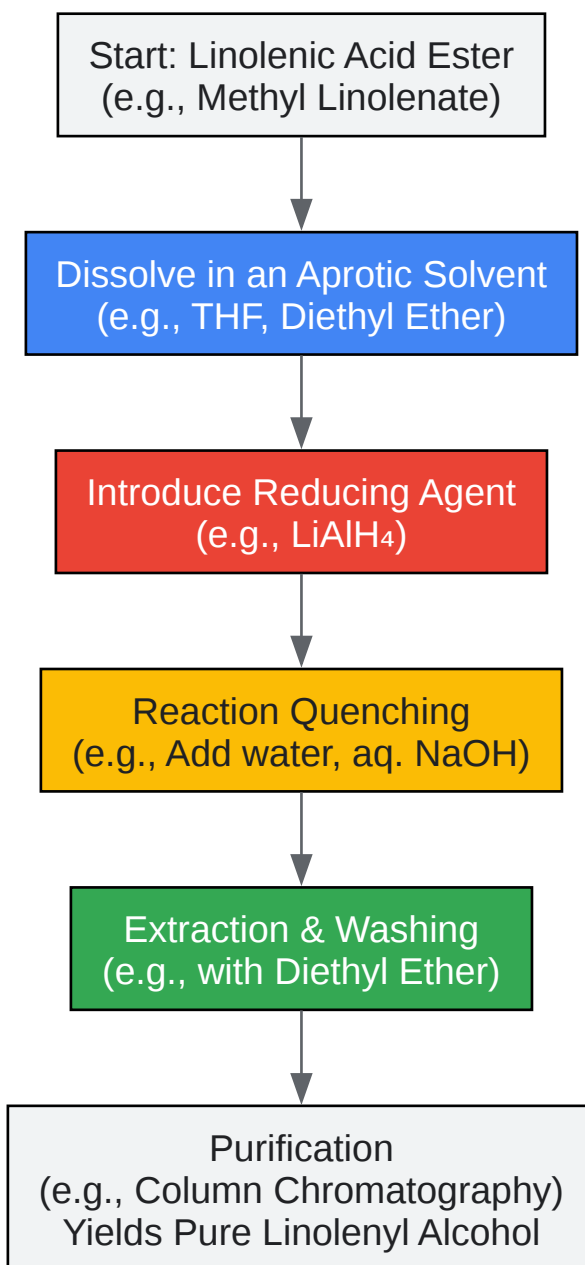 Start: Linolenic Acid Ester
(e.g., Methyl Linolenate)
Dissolve in an Aprotic Solvent
(e.g., THF, Diethyl Ether)
Introduce Reducing Agent
(e.g., LiAlH₄)
Reaction Quenching
(e.g., Add water, aq. NaOH)
Extraction & Washing
(e.g., with Diethyl Ether)
Purification
(e.g., Column Chromatography)
Yields Pure Linolenyl Alcohol